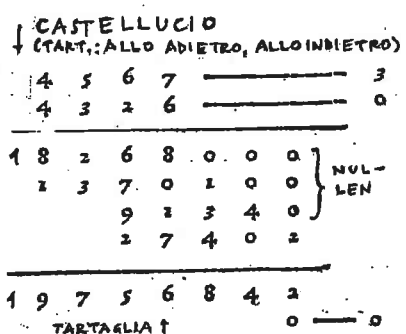 ↓ CASTELLUCIO
(TART.: ALLO ADIETRO, ALLO INDIETRO)
4 5 6 7 — 3
4 3 2 6 — 0
1 8 2 6 8 0 0 0
1 3 7 0 1 0 0
9 1 3 4 0
2 7 4 0 2
NUL-
LEN
1 9 7 5 6 8 4 2
TARTAGLIA ↑ 0 — 0